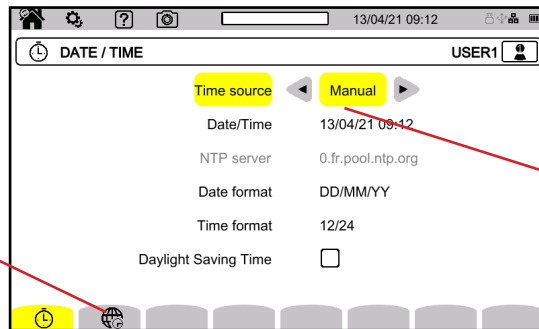 13/04/21 09:12
DATE / TIME USER1
Time source Manual
Date/Time 13/04/21 09:12
NTP server 0.fr.pool.ntp.org
Date format DD/MM/YY
Time format 12/24
Daylight Saving Time